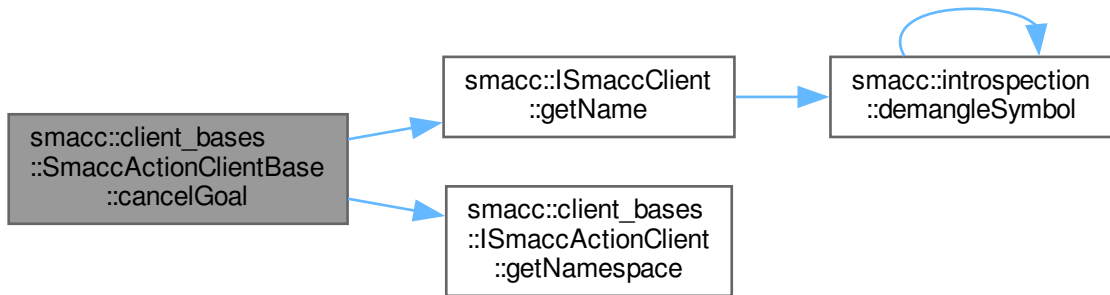 smacc::client_bases
::SmaccActionClientBase
::cancelGoal
smacc::ISmaccClient
::getName
smacc::introspection
::demangleSymbol
smacc::client_bases
::ISmaccActionClient
::getNamespace